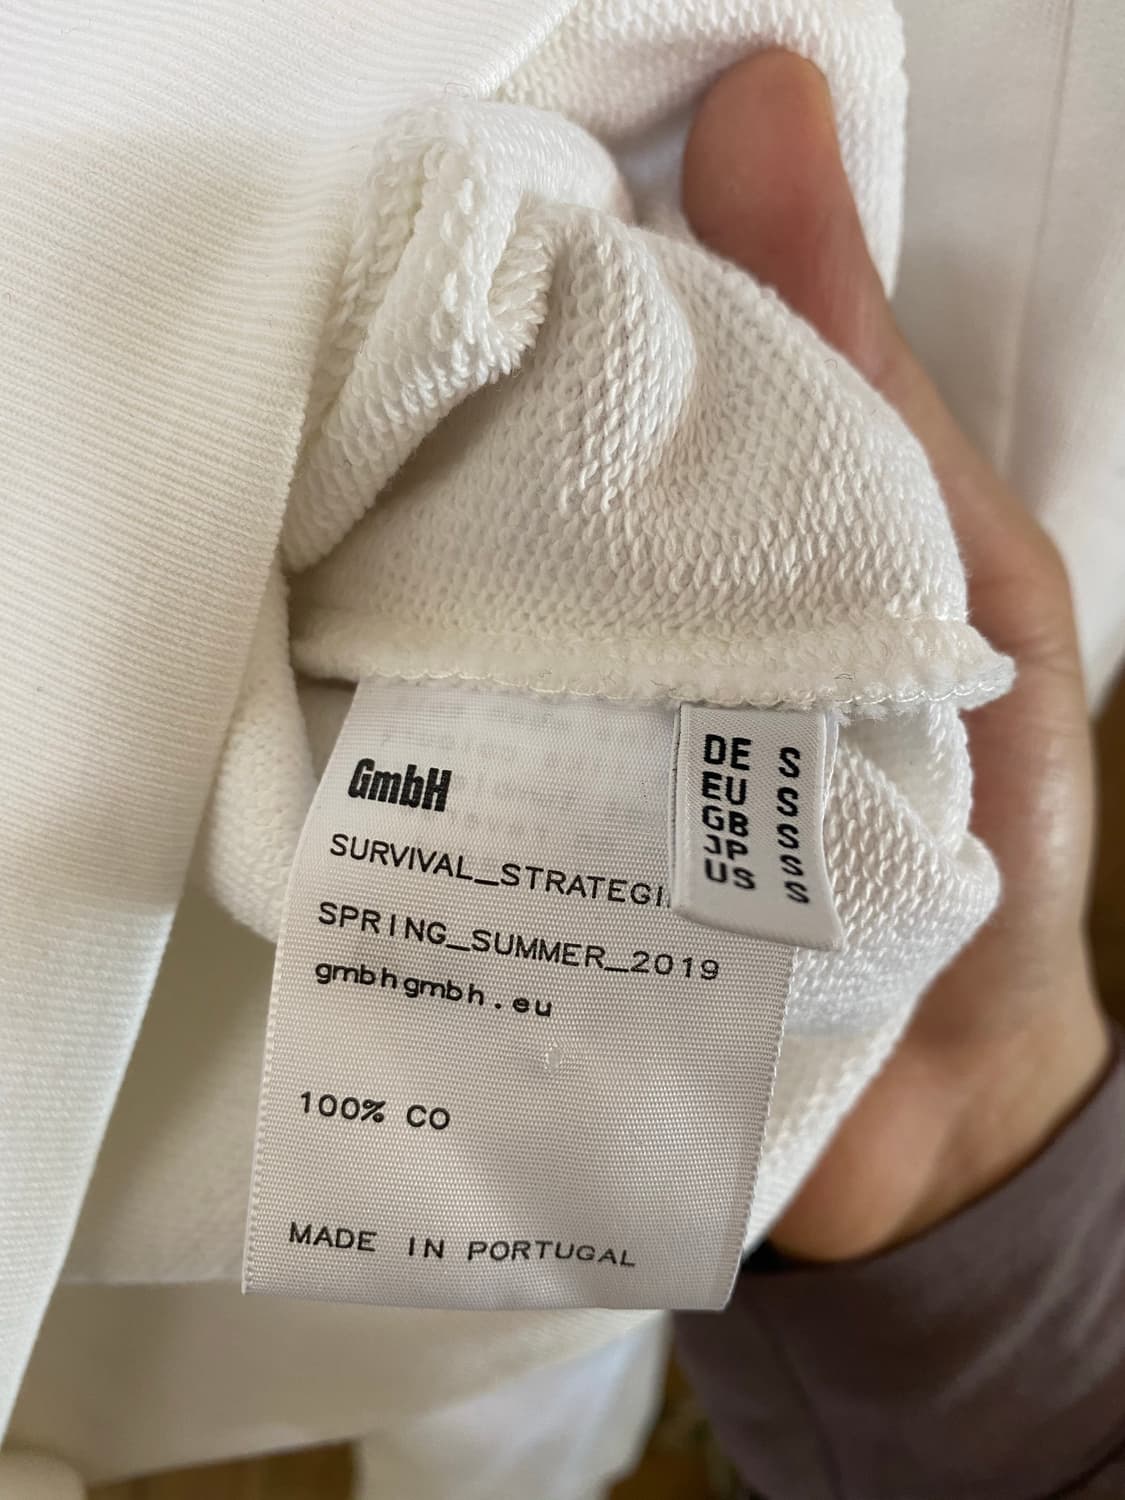 GmbH
SURVIVAL_STRATEGI
SPRING_SUMMER_2019
gmbhgmbh.eu
100% CO
MADE IN PORTUGAL
DE S
EU S
GB S
JP S
US S